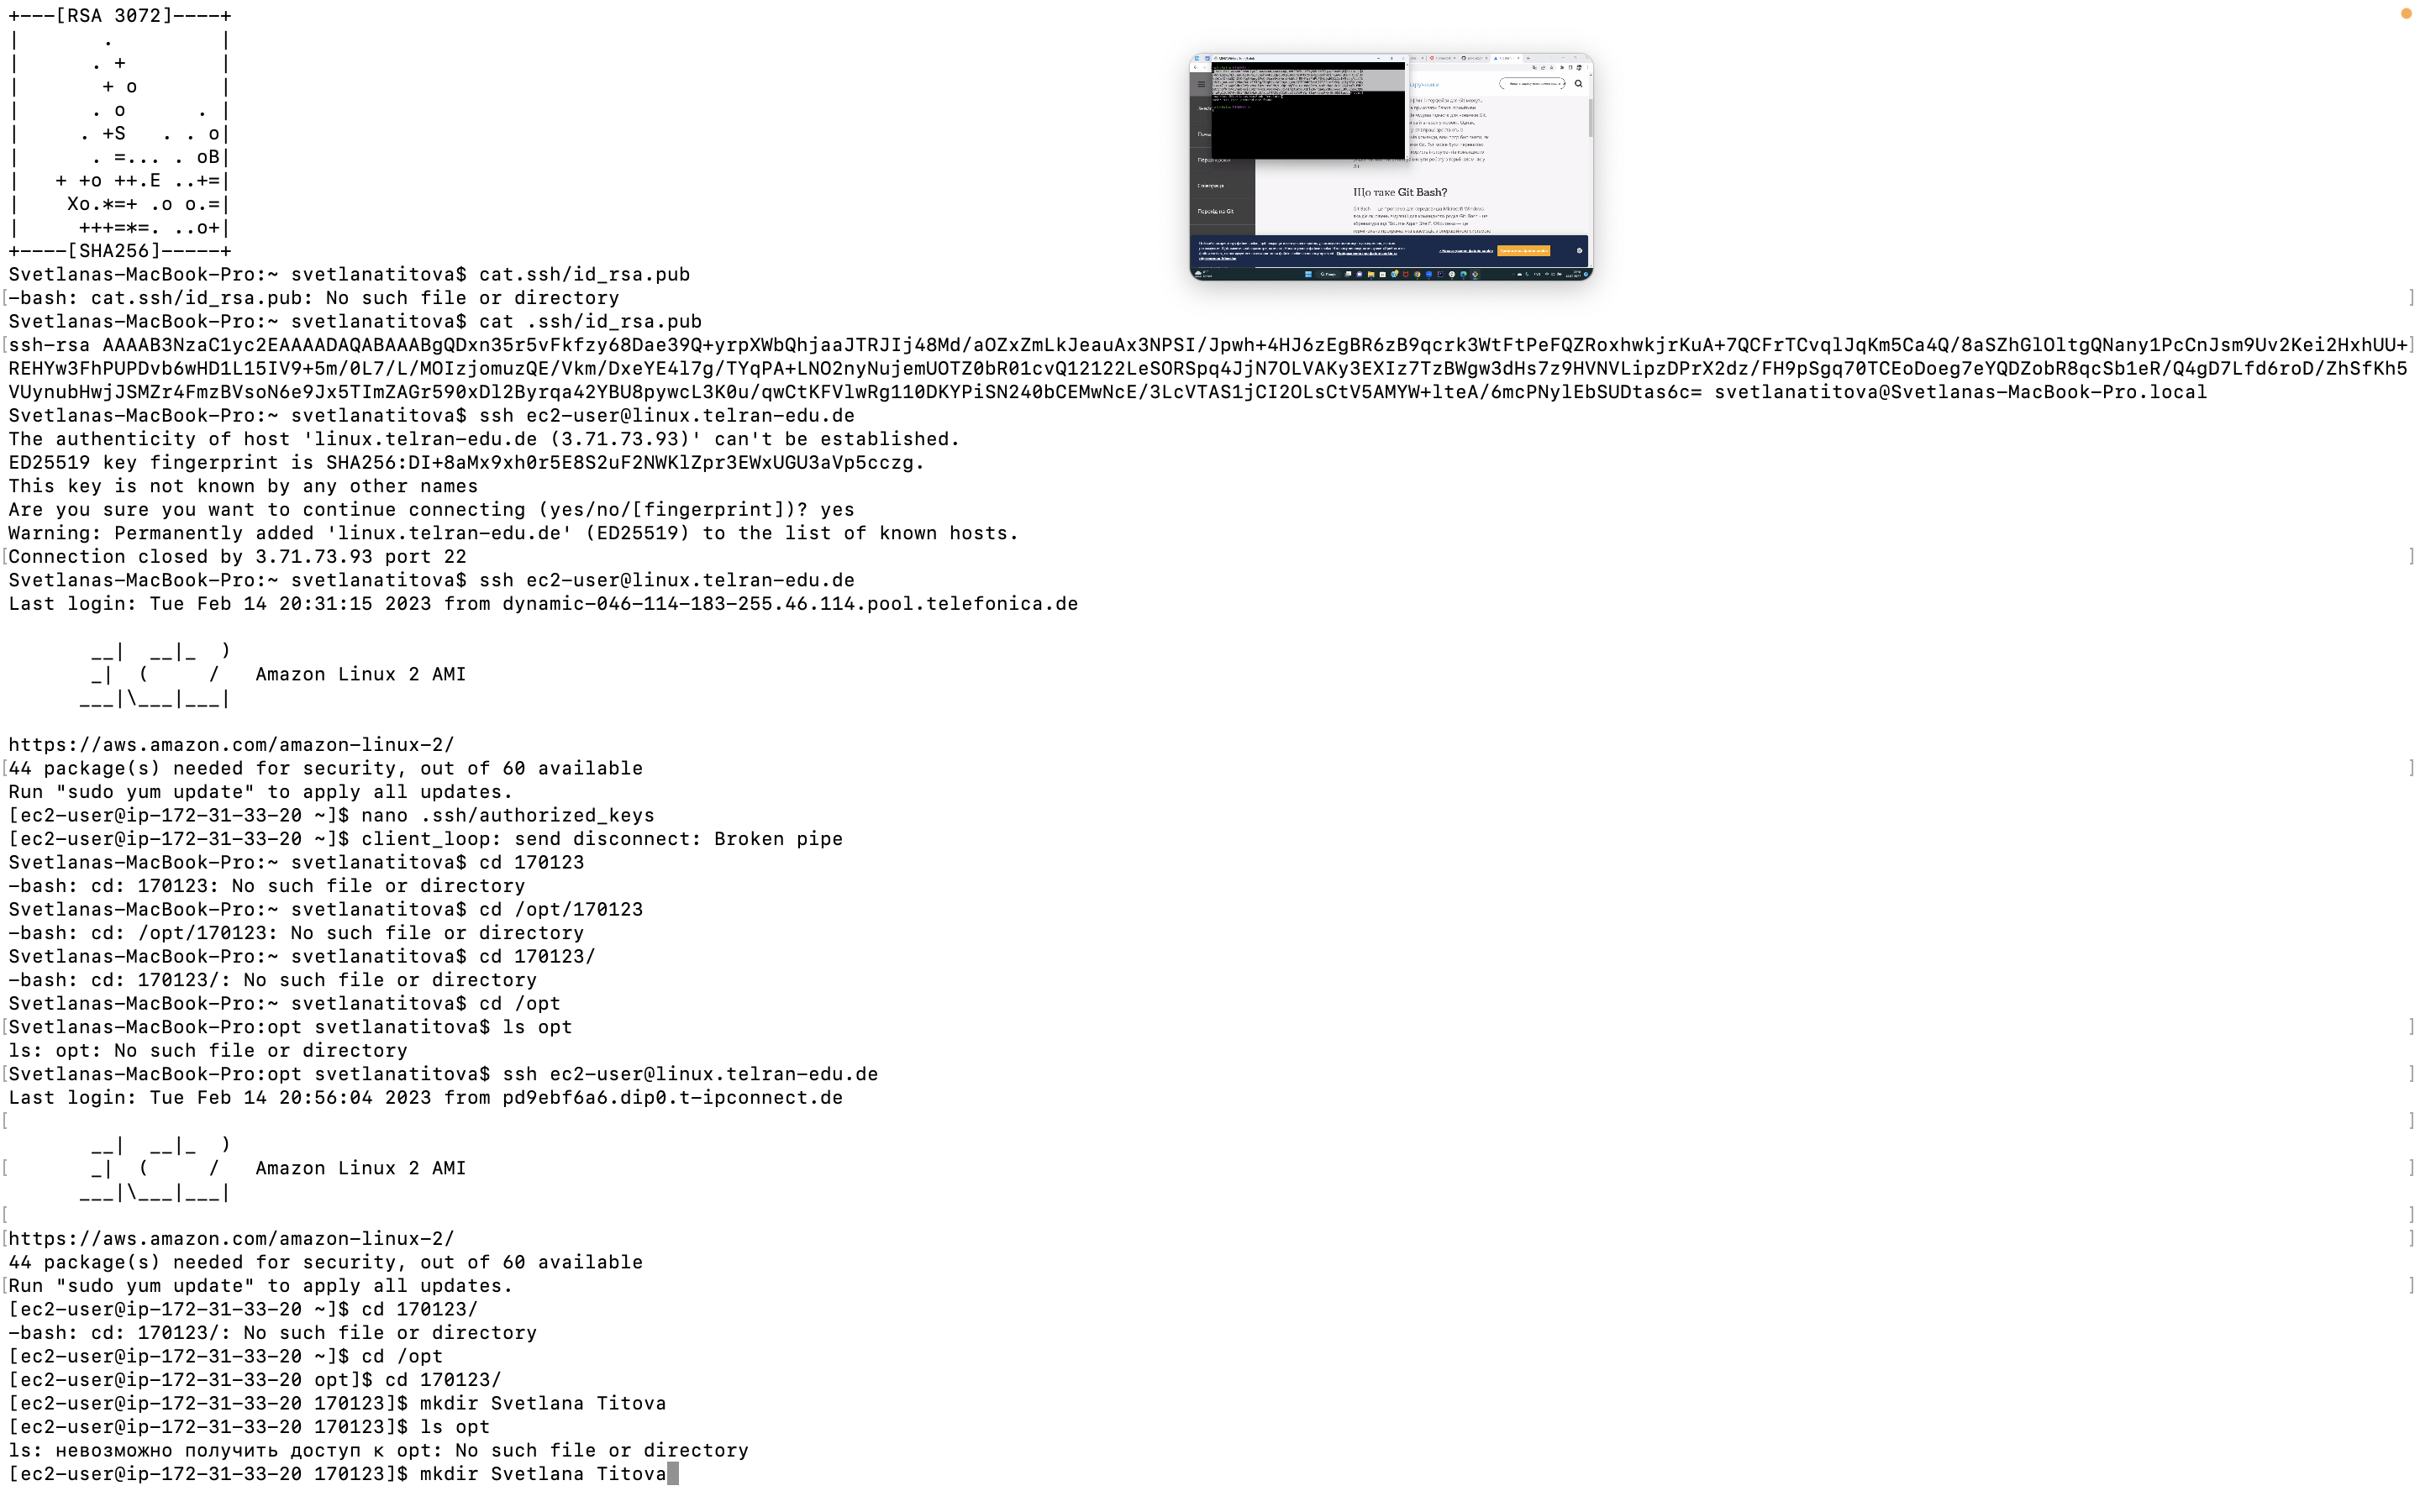 +---[RSA 3072]----+
|       .         |
|      . +        |
|       + o       |
|      . o      . |
|     . +S   . . o|
|      . =... . oB|
|   + +o ++.E ..+=|
|    Xo.*=+ .o o.=|
|     +++=*=. ..o+|
+----[SHA256]-----+
Svetlanas-MacBook-Pro:~ svetlanatitova$ cat.ssh/id_rsa.pub
-bash: cat.ssh/id_rsa.pub: No such file or directory
Svetlanas-MacBook-Pro:~ svetlanatitova$ cat .ssh/id_rsa.pub
ssh-rsa AAAAB3NzaC1yc2EAAAADAQABAAABgQDxn35r5vFkfzy68Dae39Q+yrpXWbQhjaaJTRJIj48Md/aOZxZmLkJeauAx3NPSI/Jpwh+4HJ6zEgBR6zB9qcrk3WtFtPeFQZRoxhwkjrKuA+7QCFrTCvqlJqKm5Ca4Q/8aSZhGlOltgQNany1PcCnJsm9Uv2Kei2HxhUU+
REHYw3FhPUPDvb6wHD1L15IV9+5m/0L7/L/MOIzjomuzQE/Vkm/DxeYE4l7g/TYqPA+LNO2nyNujemUOTZ0bR01cvQ12122LeSORSpq4JjN7OLVAKy3EXIz7TzBWgw3dHs7z9HVNVLipzDPrX2dz/FH9pSgq70TCEoDoeg7eYQDZobR8qcSb1eR/Q4gD7Lfd6roD/ZhSfKh5
VUynubHwjJSMZr4FmzBVsoN6e9Jx5TImZAGr590xDl2Byrqa42YBU8pywcL3K0u/qwCtKFVlwRg110DKYPiSN240bCEMwNcE/3LcVTAS1jCI2OLsCtV5AMYW+lteA/6mcPNylEbSUDtas6c= svetlanatitova@Svetlanas-MacBook-Pro.local
Svetlanas-MacBook-Pro:~ svetlanatitova$ ssh ec2-user@linux.telran-edu.de
The authenticity of host 'linux.telran-edu.de (3.71.73.93)' can't be established.
ED25519 key fingerprint is SHA256:DI+8aMx9xh0r5E8S2uF2NWKlZpr3EWxUGU3aVp5cczg.
This key is not known by any other names
Are you sure you want to continue connecting (yes/no/[fingerprint])? yes
Warning: Permanently added 'linux.telran-edu.de' (ED25519) to the list of known hosts.
Connection closed by 3.71.73.93 port 22
Svetlanas-MacBook-Pro:~ svetlanatitova$ ssh ec2-user@linux.telran-edu.de
Last login: Tue Feb 14 20:31:15 2023 from dynamic-046-114-183-255.46.114.pool.telefonica.de
       __|  __|_  )
       _|  (     /   Amazon Linux 2 AMI
      ___|\___|___|
https://aws.amazon.com/amazon-linux-2/
44 package(s) needed for security, out of 60 available
Run "sudo yum update" to apply all updates.
[ec2-user@ip-172-31-33-20 ~]$ nano .ssh/authorized_keys
[ec2-user@ip-172-31-33-20 ~]$ client_loop: send disconnect: Broken pipe
Svetlanas-MacBook-Pro:~ svetlanatitova$ cd 170123
-bash: cd: 170123: No such file or directory
Svetlanas-MacBook-Pro:~ svetlanatitova$ cd /opt/170123
-bash: cd: /opt/170123: No such file or directory
Svetlanas-MacBook-Pro:~ svetlanatitova$ cd 170123/
-bash: cd: 170123/: No such file or directory
Svetlanas-MacBook-Pro:~ svetlanatitova$ cd /opt
Svetlanas-MacBook-Pro:opt svetlanatitova$ ls opt
ls: opt: No such file or directory
Svetlanas-MacBook-Pro:opt svetlanatitova$ ssh ec2-user@linux.telran-edu.de
Last login: Tue Feb 14 20:56:04 2023 from pd9ebf6a6.dip0.t-ipconnect.de
       __|  __|_  )
       _|  (     /   Amazon Linux 2 AMI
      ___|\___|___|
https://aws.amazon.com/amazon-linux-2/
44 package(s) needed for security, out of 60 available
Run "sudo yum update" to apply all updates.
[ec2-user@ip-172-31-33-20 ~]$ cd 170123/
-bash: cd: 170123/: No such file or directory
[ec2-user@ip-172-31-33-20 ~]$ cd /opt
[ec2-user@ip-172-31-33-20 opt]$ cd 170123/
[ec2-user@ip-172-31-33-20 170123]$ mkdir Svetlana Titova
[ec2-user@ip-172-31-33-20 170123]$ ls opt
ls: невозможно получить доступ к opt: No such file or directory
[ec2-user@ip-172-31-33-20 170123]$ mkdir Svetlana Titova
Що таке Git Bash?
Співпраця
Перехід на Git